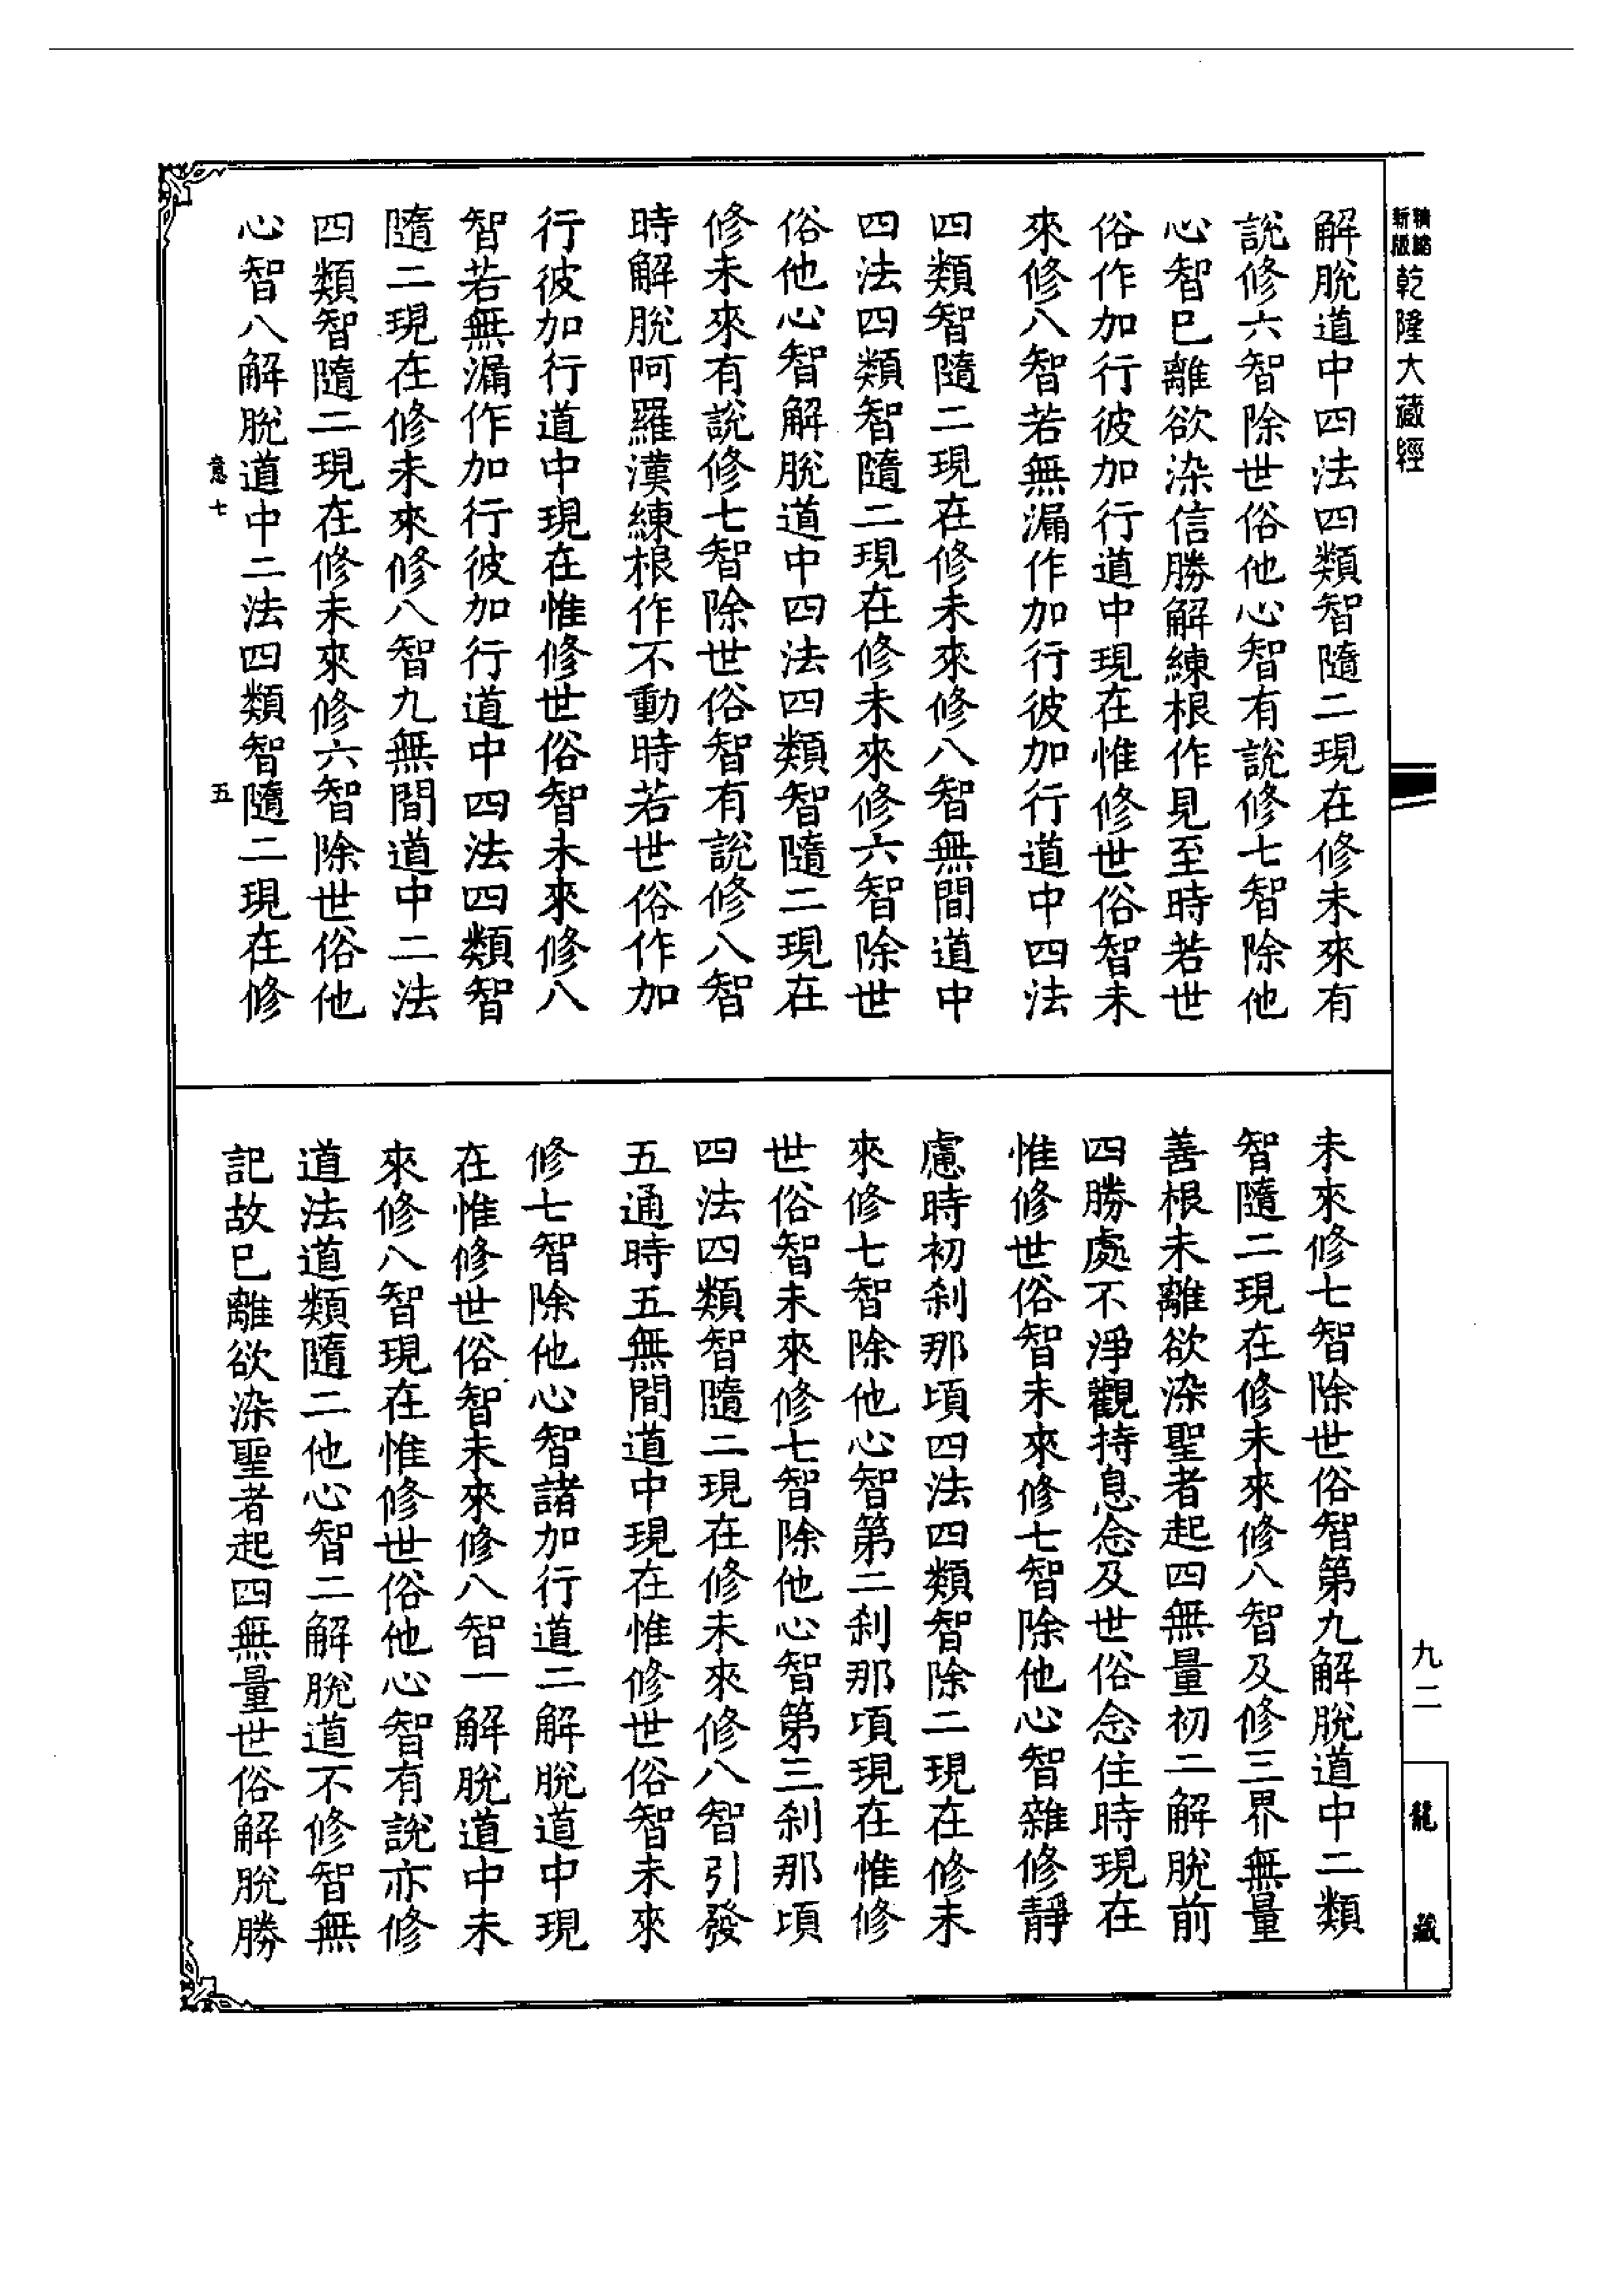 精縮新版乾隆大藏經
解脫道中四法四類智隨二現在修未來有
說修六智除世俗他心智有說修七智除他
心智已離欲染信勝解練根作見至時若世
俗作加行彼加行道中現在惟修世俗智未
來修八智若無漏作加行彼加行道中四法
四類智隨二現在修未來修八智無間道中
四法四類智隨二現在修未來修六智除世
俗他心智解脫道中四法四類智隨二現在
修未來有說修七智除世俗智有說修八智
時解脫阿羅漢練根作不動時若世俗作加
行彼加行道中現在惟修世俗智未來修八
智若無漏作加行彼加行道中四法四類智
隨二現在修未來修八智九無間道中二法
四類智隨二現在修未來修六智除世俗他
心智八解脫道中二法四類智隨二現在修
意七 五
未來修七智除世俗智第九解脫道中二類
智隨二現在修未來修八智及修三界無量
善根未離欲染聖者起四無量初二解脫前
四勝處不淨觀持息念及世俗念住時現在
惟修世俗智未來修七智除他心智雜修靜
慮時初剎那頃四法四類智除二現在修未
來修七智除他心智第二剎那項現在惟修
世俗智未來修七智除他心智第三剎那項
四法四類智隨二現在修未來修八智引發
五通時五無間道中現在惟修世俗智未來
修七智除他心智諸加行道二解脫道中現
在惟修世俗智未來修八智一解脫道中未
來修八智現在惟修世俗他心智有說亦修
道法道類隨二他心智二解脫道不修智無
記故已離欲染聖者起四無量世俗解脫勝
九二
龍藏